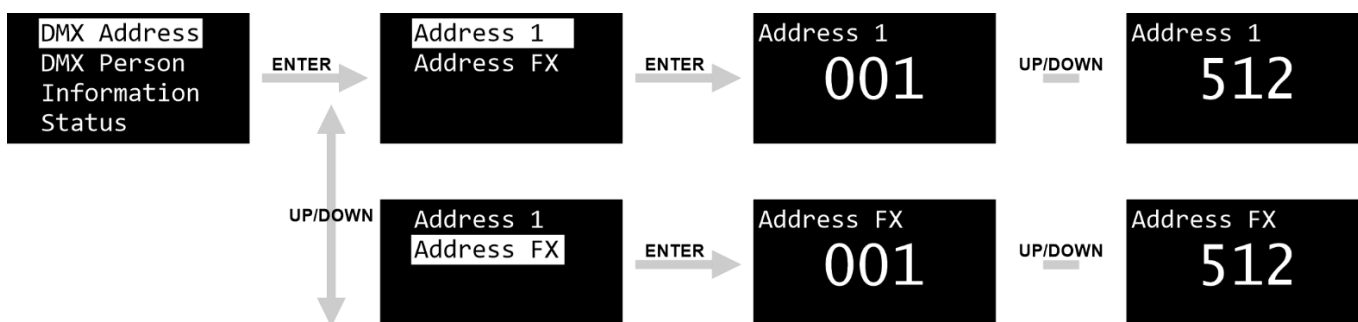 DMX Address
DMX Person
Information
Status
ENTER
Address 1
Address FX
ENTER
Address 1
001
UP/DOWN
Address 1
512
UP/DOWN
Address 1
Address FX
ENTER
Address FX
001
UP/DOWN
Address FX
512